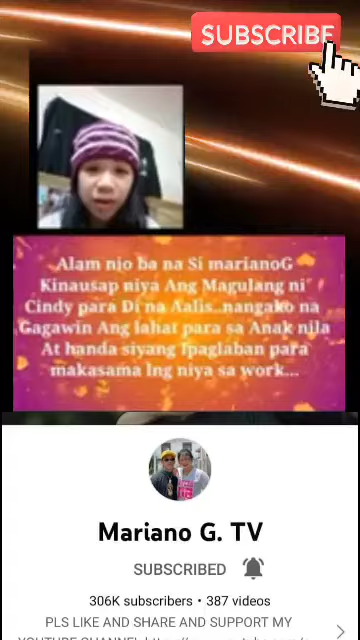 SUBSCRIBE
Alam nio ba na Si marianoG
Kinausap niya Ang Magulang ni
Cindy para Di na Aalis..nangako na
Gagawin Ang lahat para sa Anak nila
At handa siyang Ipaglaban para
makasama lng niya sa work...
Mariano G. TV
SUBSCRIBED
306K subscribers • 387 videos
PLS LIKE AND SHARE AND SUPPORT MY